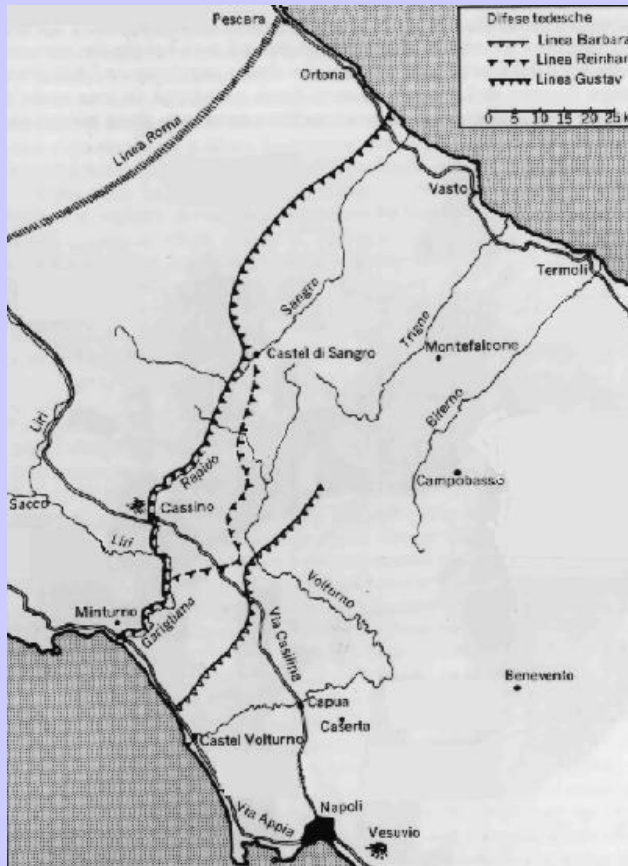 Pescara
Difese tedesche
Linea Barbara
Linea Reinhar
Linea Gustav
0 5 10 15 20 25 k
Ortona
Linea Roma
Vasto
Termoli
Sangro
Trigno
Castel di Sangro
Montefalcone
Biferno
Liri
Rapido
Campobasso
Sacco
Cassino
Liri
Volturno
Minturno
Garigliano
Via Casilina
Benevento
Capua
Caserta
Castel Volturno
Via Appia
Napoli
Vesuvio